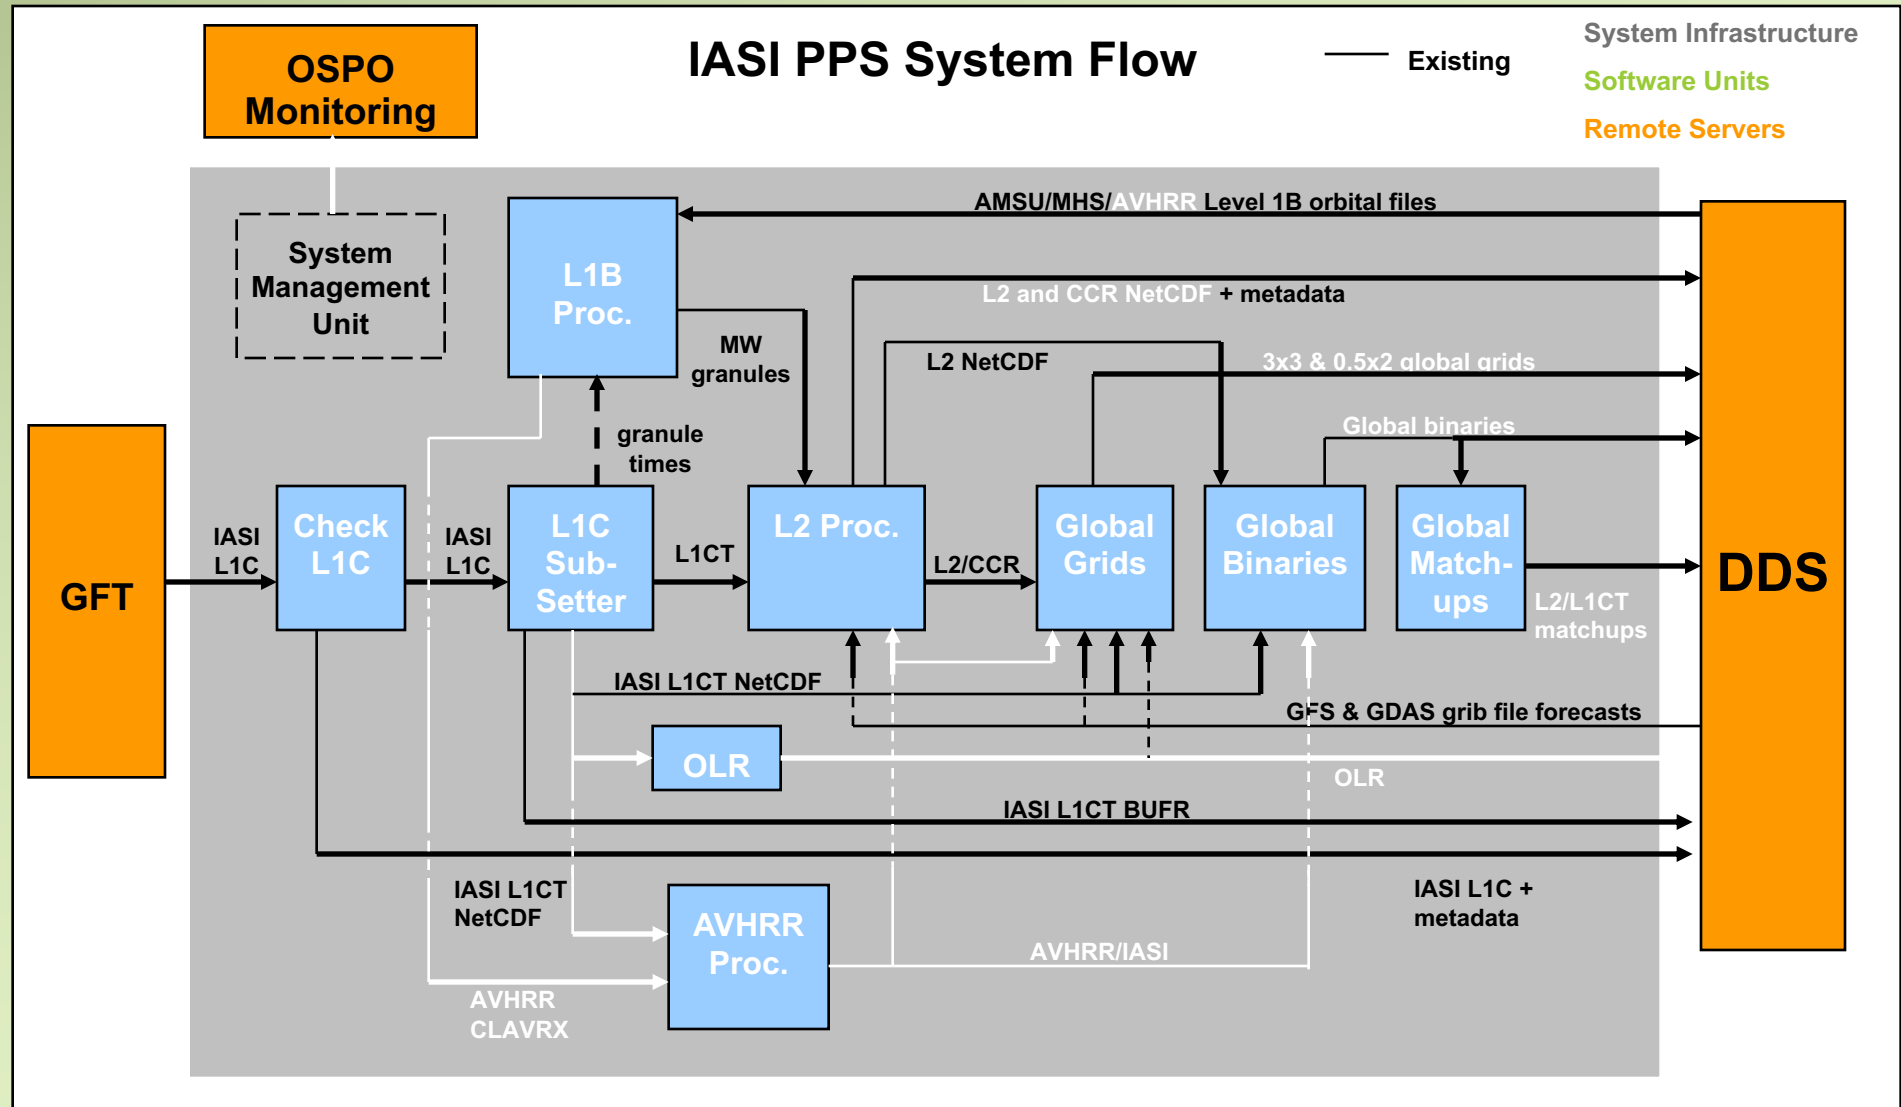 IASI PPS System Flow
Existing
System Infrastructure
Software Units
Remote Servers
OSPO
Monitoring
System
Management
Unit
L1B
Proc.
AMSU/MHS/AVHRR Level 1B orbital files
L2 and CCR NetCDF + metadata
MW
granules
L2 NetCDF
3x3 & 0.5x2 global grids
Global binaries
granule
times
GFT
IASI
L1C
Check
L1C
IASI
L1C
L1C
Sub-
Setter
L1CT
L2 Proc.
L2/CCR
Global
Grids
Global
Binaries
Global
Match-
ups
L2/L1CT
matchups
DDS
IASI L1CT NetCDF
GFS & GDAS grib file forecasts
OLR
OLR
IASI L1CT BUFR
IASI L1CT
NetCDF
IASI L1C +
metadata
AVHRR
Proc.
AVHRR/IASI
AVHRR
CLAVRX